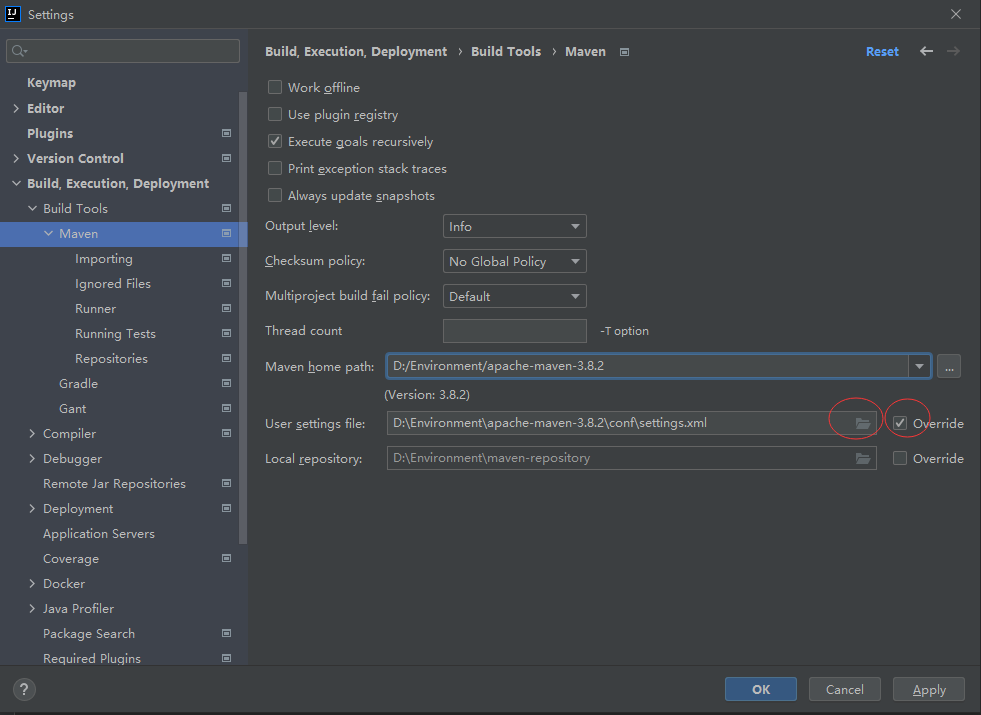 IJ Settings
Build, Execution, Deployment › Build Tools › Maven Reset
Keymap
Editor
Plugins
Version Control
Build, Execution, Deployment
Build Tools
Maven
Importing
Ignored Files
Runner
Running Tests
Repositories
Gradle
Gant
Compiler
Debugger
Remote Jar Repositories
Deployment
Application Servers
Coverage
Docker
Java Profiler
Package Search
Required Plugins
Work offline
Use plugin registry
Execute goals recursively
Print exception stack traces
Always update snapshots
Output level: Info
Checksum policy: No Global Policy
Multiproject build fail policy: Default
Thread count -T option
Maven home path: D:/Environment/apache-maven-3.8.2 ...
(Version: 3.8.2)
User settings file: D:\Environment\apache-maven-3.8.2\conf\settings.xml Override
Local repository: D:\Environment\maven-repository Override
? OK Cancel Apply